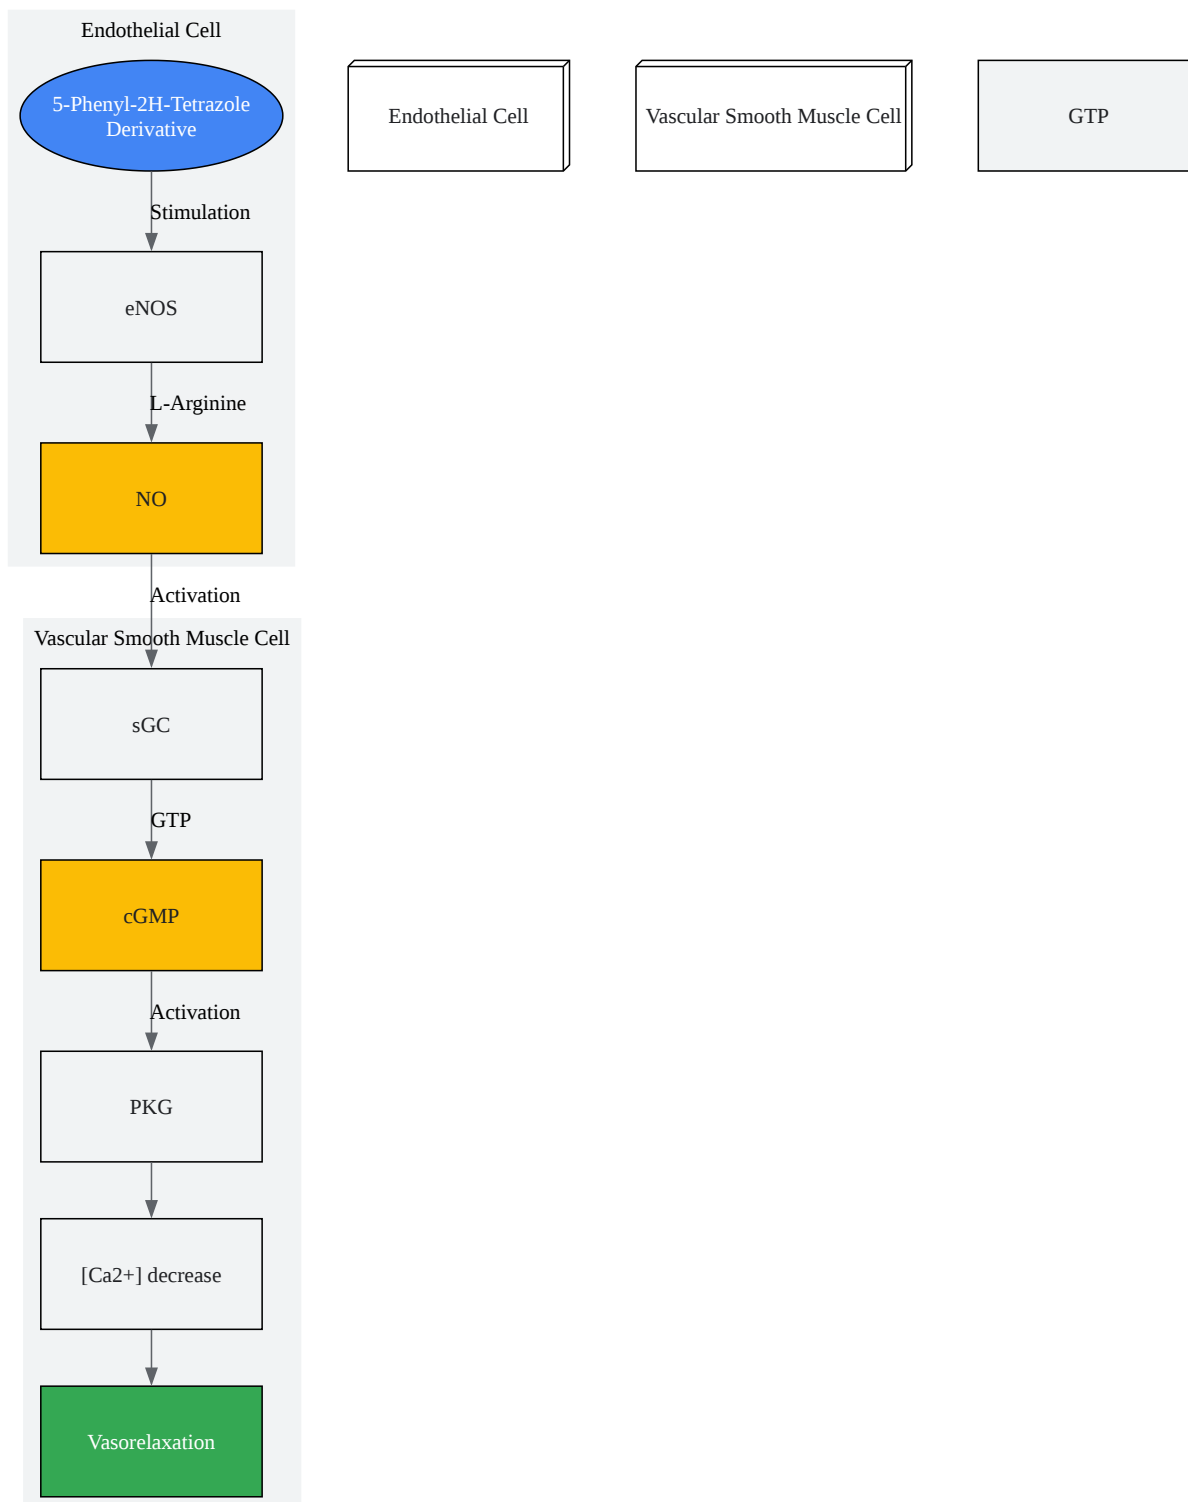 Endothelial Cell
5-Phenyl-2H-Tetrazole
Derivative
Endothelial Cell
Vascular Smooth Muscle Cell
GTP
Stimulation
eNOS
L-Arginine
NO
Activation
Vascular Smooth Muscle Cell
sGC
GTP
cGMP
Activation
PKG
[Ca2+] decrease
Vasorelaxation